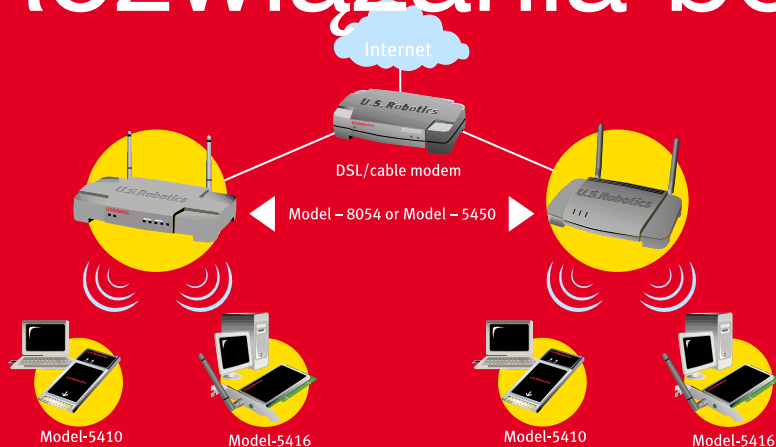 Internet
U.S. Robotics
DSL/cable modem
U.S.Robotics
U.S.Robotics
Model – 8054 or Model – 5450
Model-5410
Model-5416
Model-5410
Model-5416